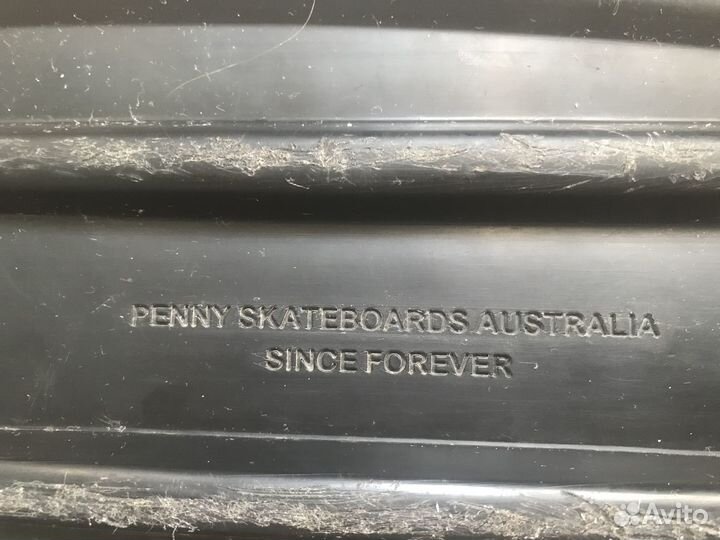 PENNY SKATEBOARDS AUSTRALIA
SINCE FOREVER
Avito